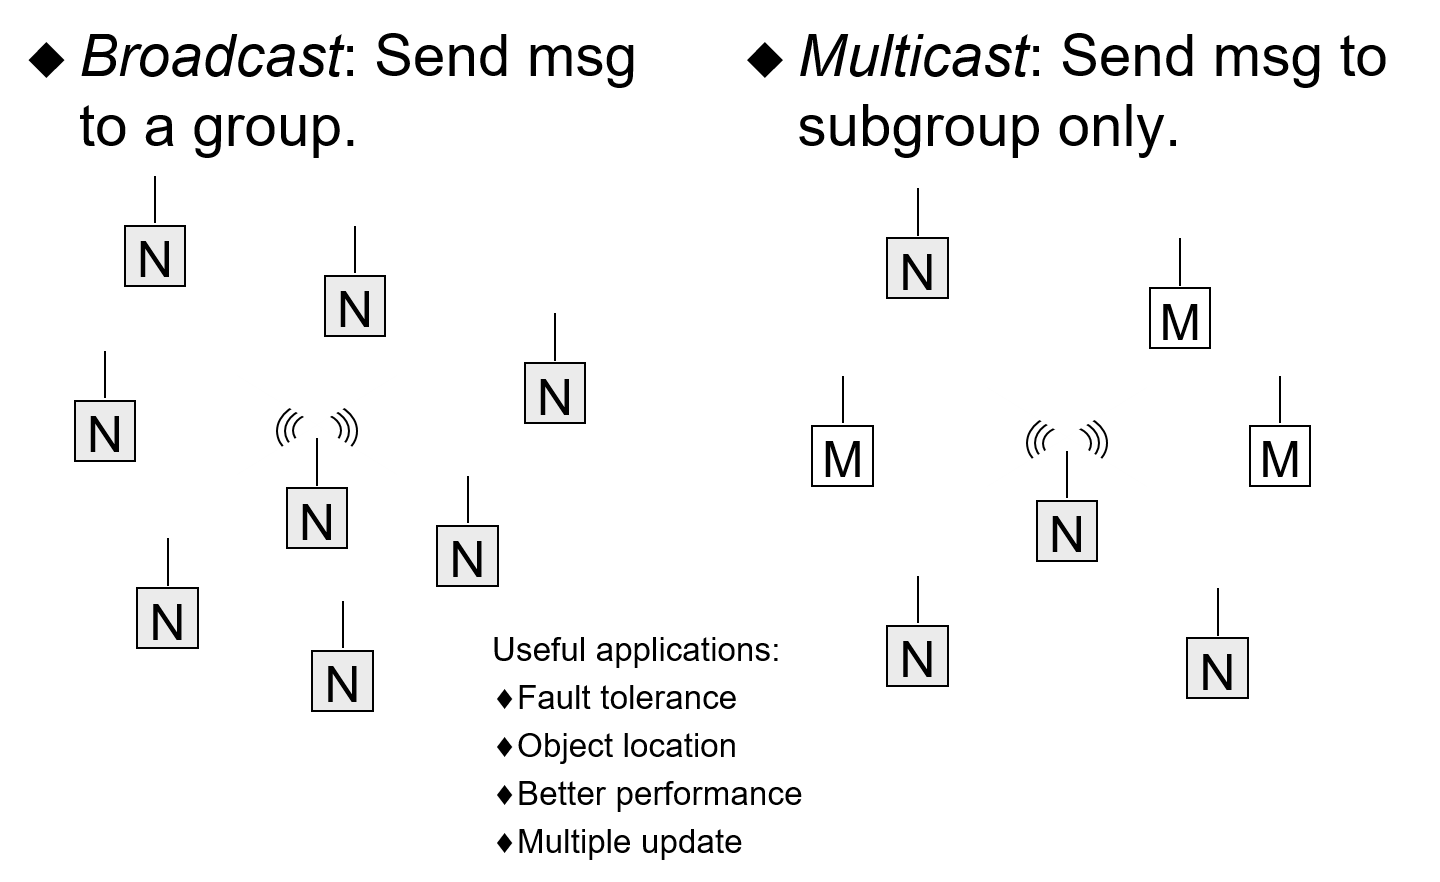 ◆ Broadcast: Send msg
to a group.
N
N
N
N
N
N
N
N
◆ Multicast: Send msg to
subgroup only.
N
M
M
M
N
N
N
Useful applications:
♦Fault tolerance
♦Object location
♦Better performance
♦Multiple update